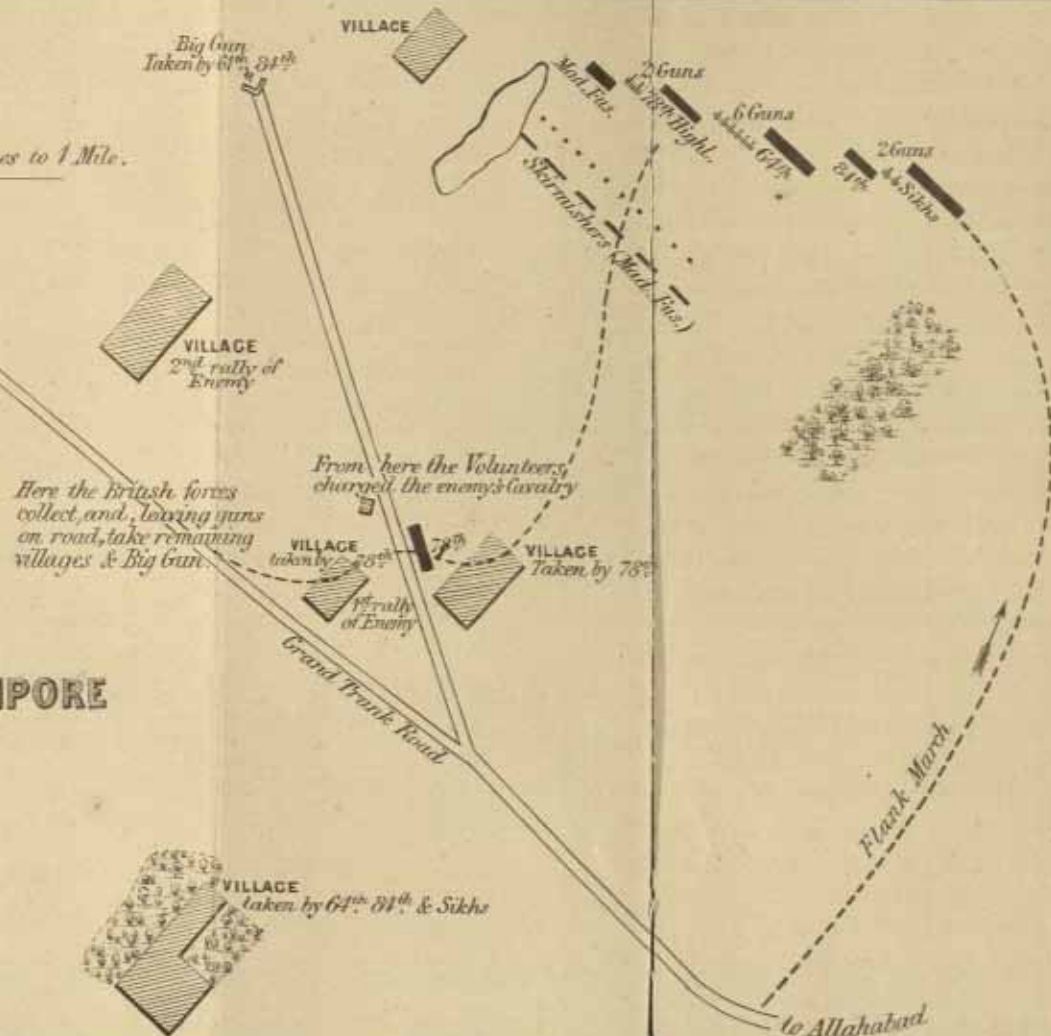 VILLAGE
Big Gun
Taken by 64th 84th
es to 1 Mile.
Mad. Fus.
2 Guns
78th Highl.
6 Guns
64th
84th
2 Guns
Sikhs
Skirmishers (Mad. Fus.)
VILLAGE
2nd rally of
Enemy
From here the Volunteers,
charged the enemy's Cavalry
Here the British forces
collect, and, leaving guns
on road, take remaining
villages & Big Gun.
VILLAGE
taken by 78th
78th
VILLAGE
Taken by 78th
1st rally
of Enemy
Grand Trunk Road
NPORE
Flank March
VILLAGE
taken by 64th 84th & Sikhs
to Allahabad